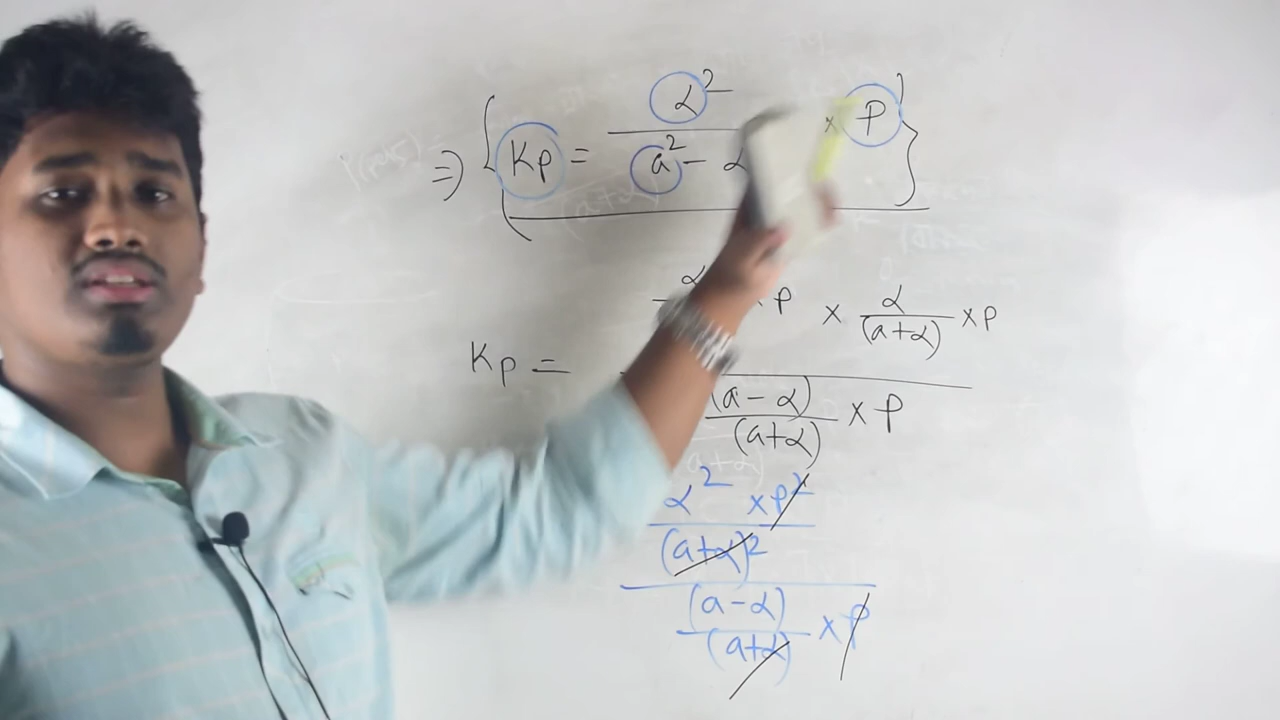 ⇒ { Kp = α² / a² - α × P }
Kp = α × P × α/(a+α) × P / (a-α)/(a+α) × P
α² × P² / (a+α)²
(a-α)/(a+α) × P